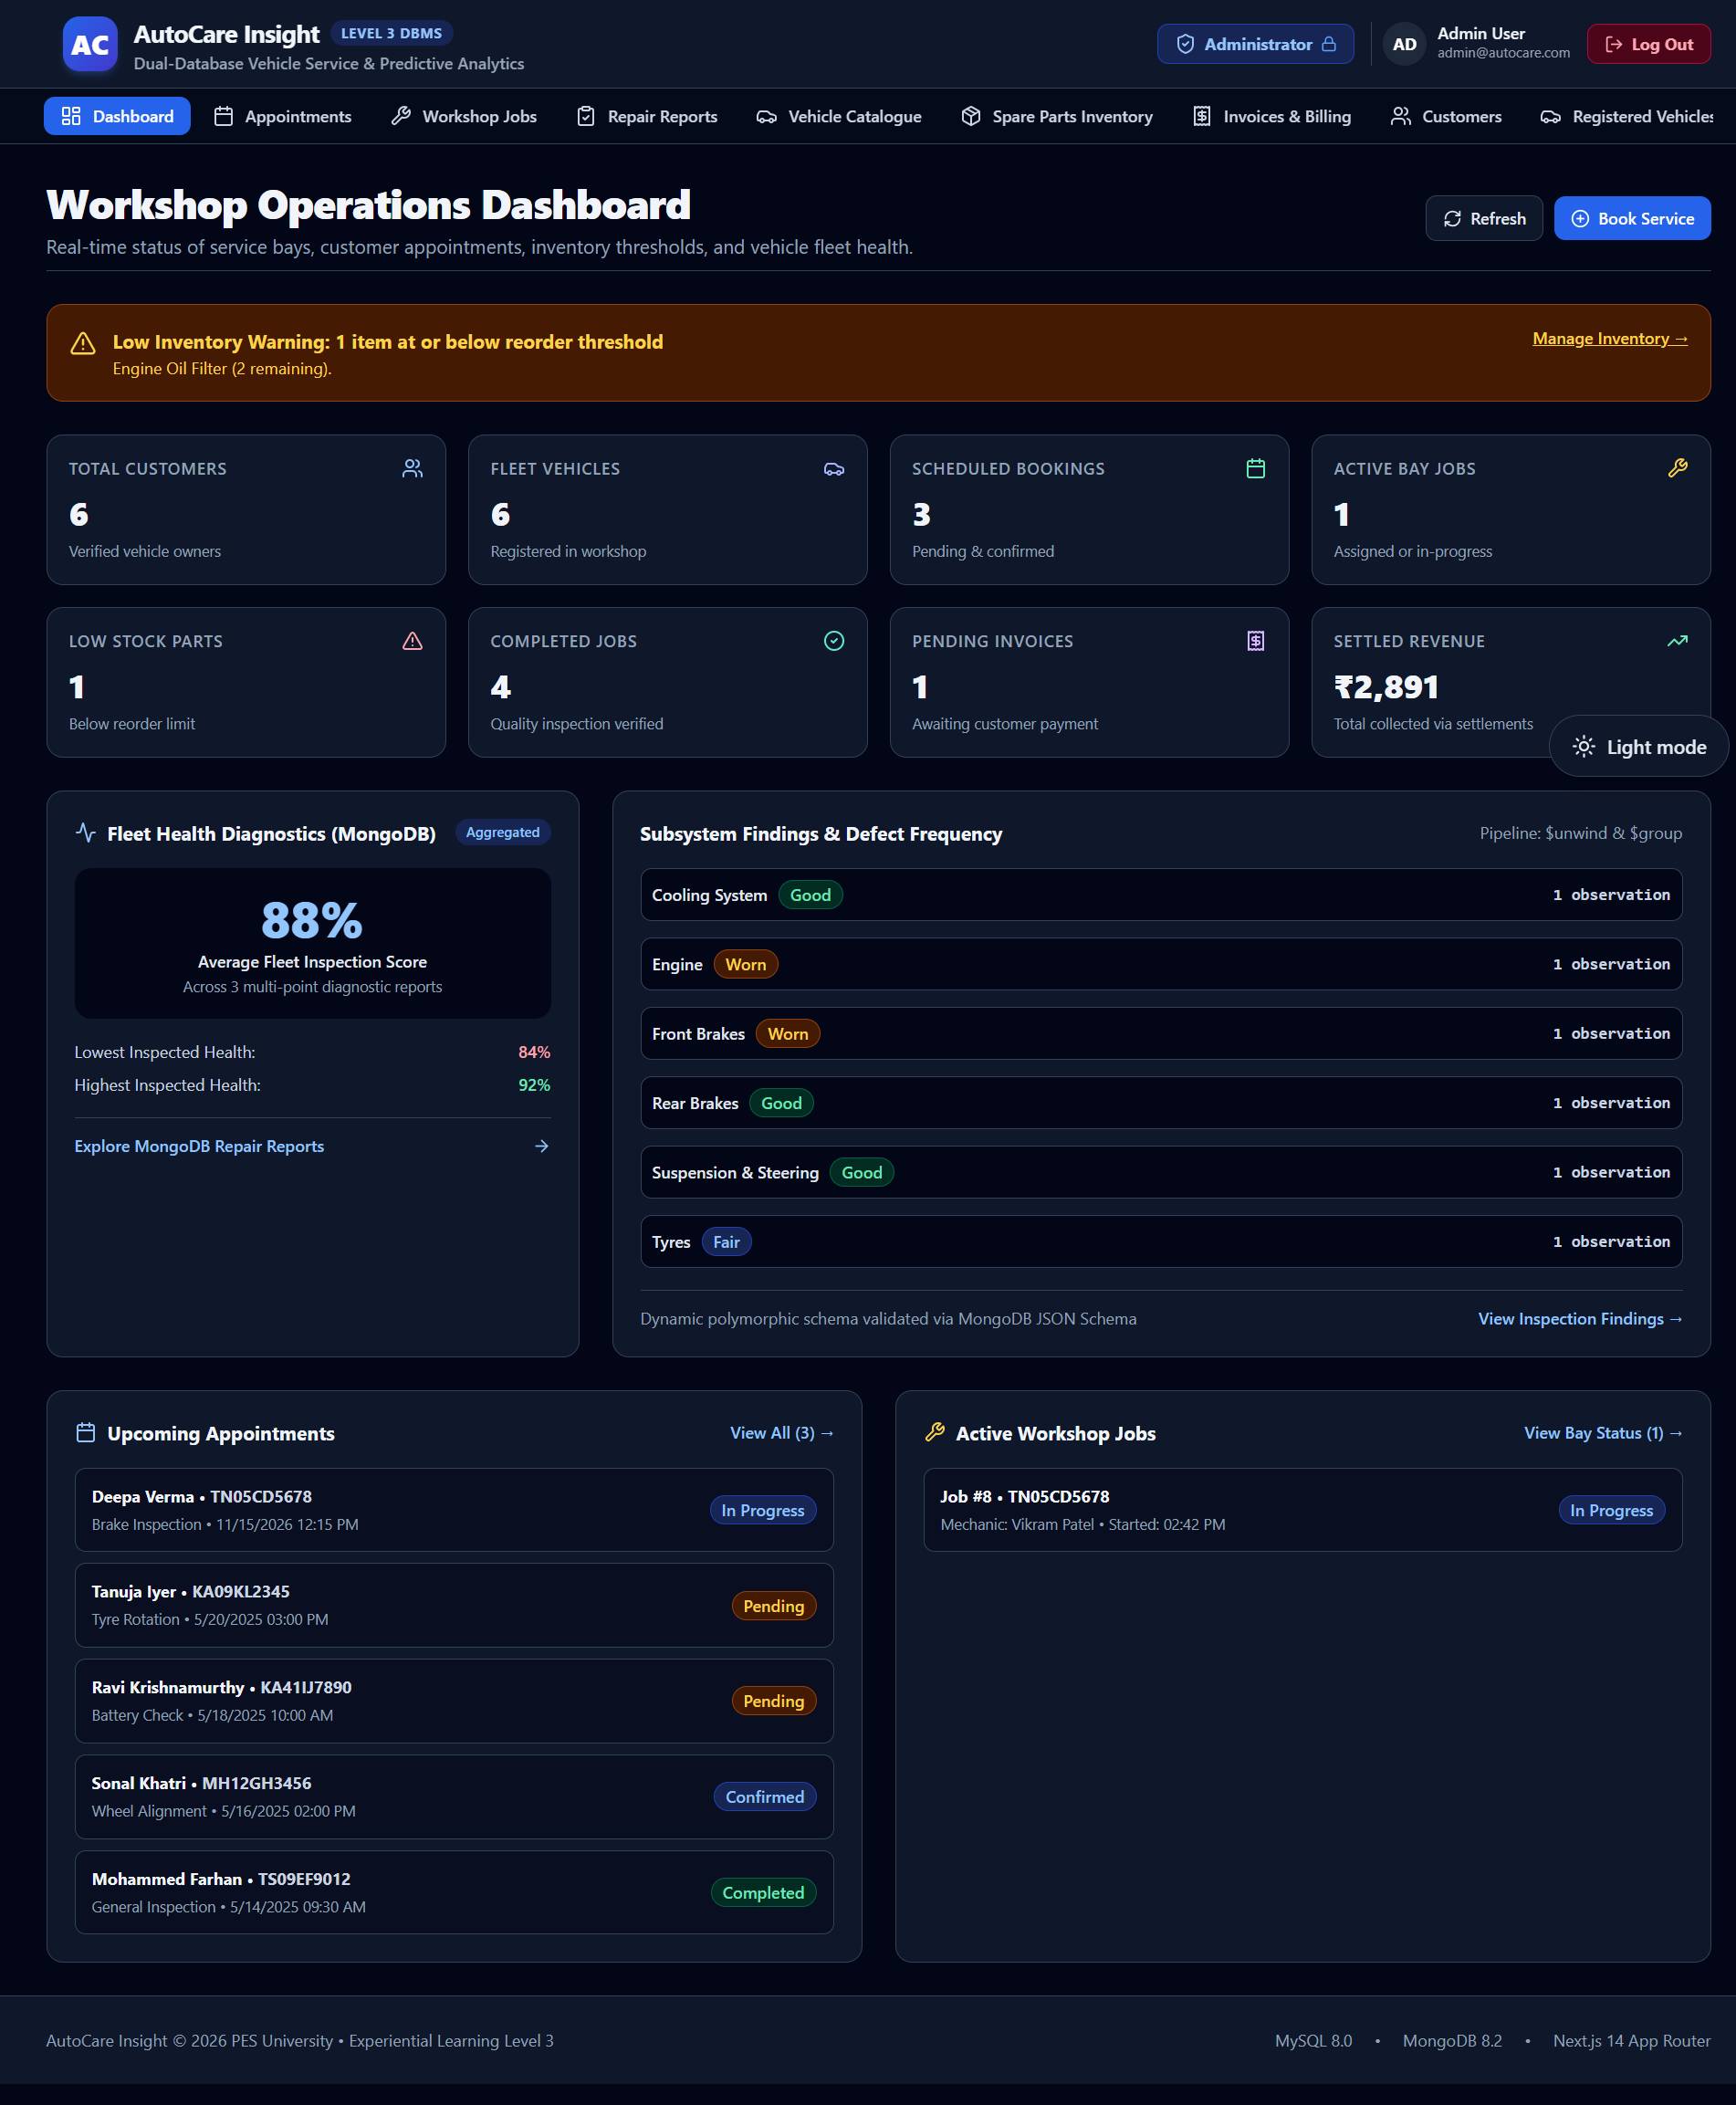 AC
AutoCare Insight LEVEL 3 DBMS
Dual-Database Vehicle Service & Predictive Analytics
Administrator
AD
Admin User
admin@autocare.com
Log Out
Dashboard Appointments Workshop Jobs Repair Reports Vehicle Catalogue Spare Parts Inventory Invoices & Billing Customers Registered Vehicles
Workshop Operations Dashboard
Real-time status of service bays, customer appointments, inventory thresholds, and vehicle fleet health.
Refresh
Book Service
Low Inventory Warning: 1 item at or below reorder threshold
Engine Oil Filter (2 remaining).
Manage Inventory →
TOTAL CUSTOMERS
6
Verified vehicle owners
FLEET VEHICLES
6
Registered in workshop
SCHEDULED BOOKINGS
3
Pending & confirmed
ACTIVE BAY JOBS
1
Assigned or in-progress
LOW STOCK PARTS
1
Below reorder limit
COMPLETED JOBS
4
Quality inspection verified
PENDING INVOICES
1
Awaiting customer payment
SETTLED REVENUE
₹2,891
Total collected via settlements
Light mode
Fleet Health Diagnostics (MongoDB) Aggregated
88%
Average Fleet Inspection Score
Across 3 multi-point diagnostic reports
Lowest Inspected Health: 84%
Highest Inspected Health: 92%
Explore MongoDB Repair Reports
Subsystem Findings & Defect Frequency Pipeline: $unwind & $group
Cooling System Good 1 observation
Engine Worn 1 observation
Front Brakes Worn 1 observation
Rear Brakes Good 1 observation
Suspension & Steering Good 1 observation
Tyres Fair 1 observation
Dynamic polymorphic schema validated via MongoDB JSON Schema View Inspection Findings →
Upcoming Appointments View All (3) →
Deepa Verma • TN05CD5678
Brake Inspection • 11/15/2026 12:15 PM
In Progress
Tanuja Iyer • KA09KL2345
Tyre Rotation • 5/20/2025 03:00 PM
Pending
Ravi Krishnamurthy • KA41IJ7890
Battery Check • 5/18/2025 10:00 AM
Pending
Sonal Khatri • MH12GH3456
Wheel Alignment • 5/16/2025 02:00 PM
Confirmed
Mohammed Farhan • TS09EF9012
General Inspection • 5/14/2025 09:30 AM
Completed
Active Workshop Jobs View Bay Status (1) →
Job #8 • TN05CD5678
Mechanic: Vikram Patel • Started: 02:42 PM
In Progress
AutoCare Insight © 2026 PES University • Experiential Learning Level 3
MySQL 8.0 • MongoDB 8.2 • Next.js 14 App Router